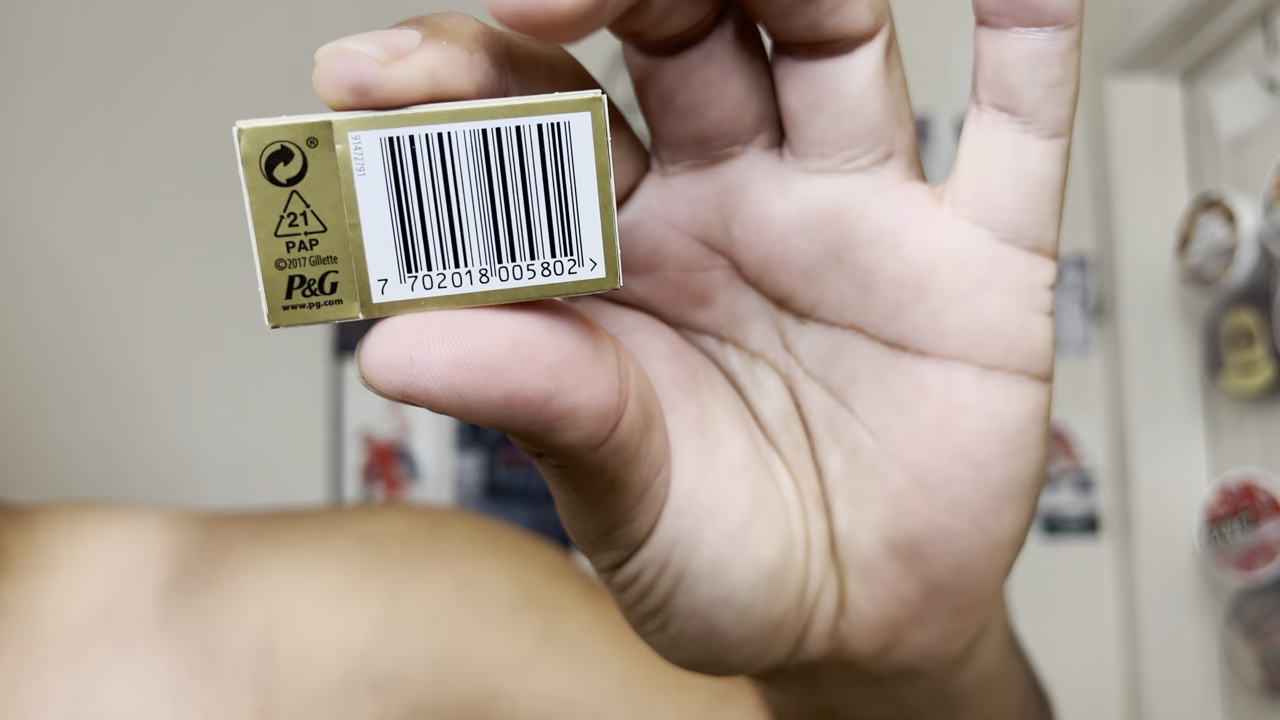 ®
21
PAP
©2017 Gillette
P&G
www.pg.com
91472791
7 702018 005802 >